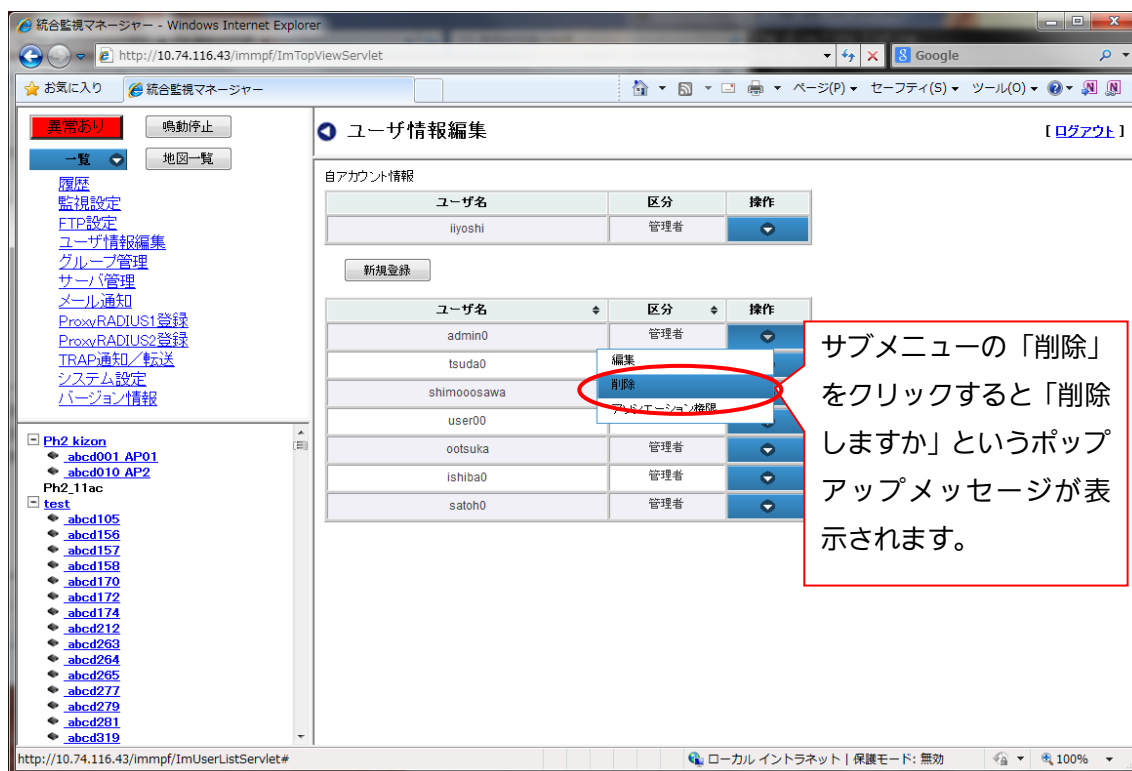 統合監視マネージャー - Windows Internet Explorer
http://10.74.116.43/immpf/ImTopViewServlet
Google
お気に入り
統合監視マネージャー
ページ(P)
セーフティ(S)
ツール(O)
異常あり
鳴動停止
一覧
地図一覧
履歴
監視設定
FTP設定
ユーザ情報編集
グループ管理
サーバ管理
メール通知
ProxyRADIUS1登録
ProxyRADIUS2登録
TRAP通知／転送
システム設定
バージョン情報
Ph2 kizon
abcd001 AP01
abcd010 AP2
Ph2_11ac
test
abcd105
abcd156
abcd157
abcd158
abcd170
abcd172
abcd174
abcd212
abcd263
abcd264
abcd265
abcd277
abcd279
abcd281
abcd319
ユーザ情報編集
[ ログアウト ]
自アカウント情報
ユーザ名 区分 操作
iiyoshi 管理者
新規登録
ユーザ名 区分 操作
admin0 管理者
tsuda0
shimooosawa
user00
ootsuka 管理者
ishiba0 管理者
satoh0 管理者
編集
削除
アソシエーション権限
サブメニューの「削除」
をクリックすると「削除
しますか」というポップ
アップメッセージが表
示されます。
http://10.74.116.43/immpf/ImUserListServlet#
ローカル イントラネット | 保護モード: 無効
100%